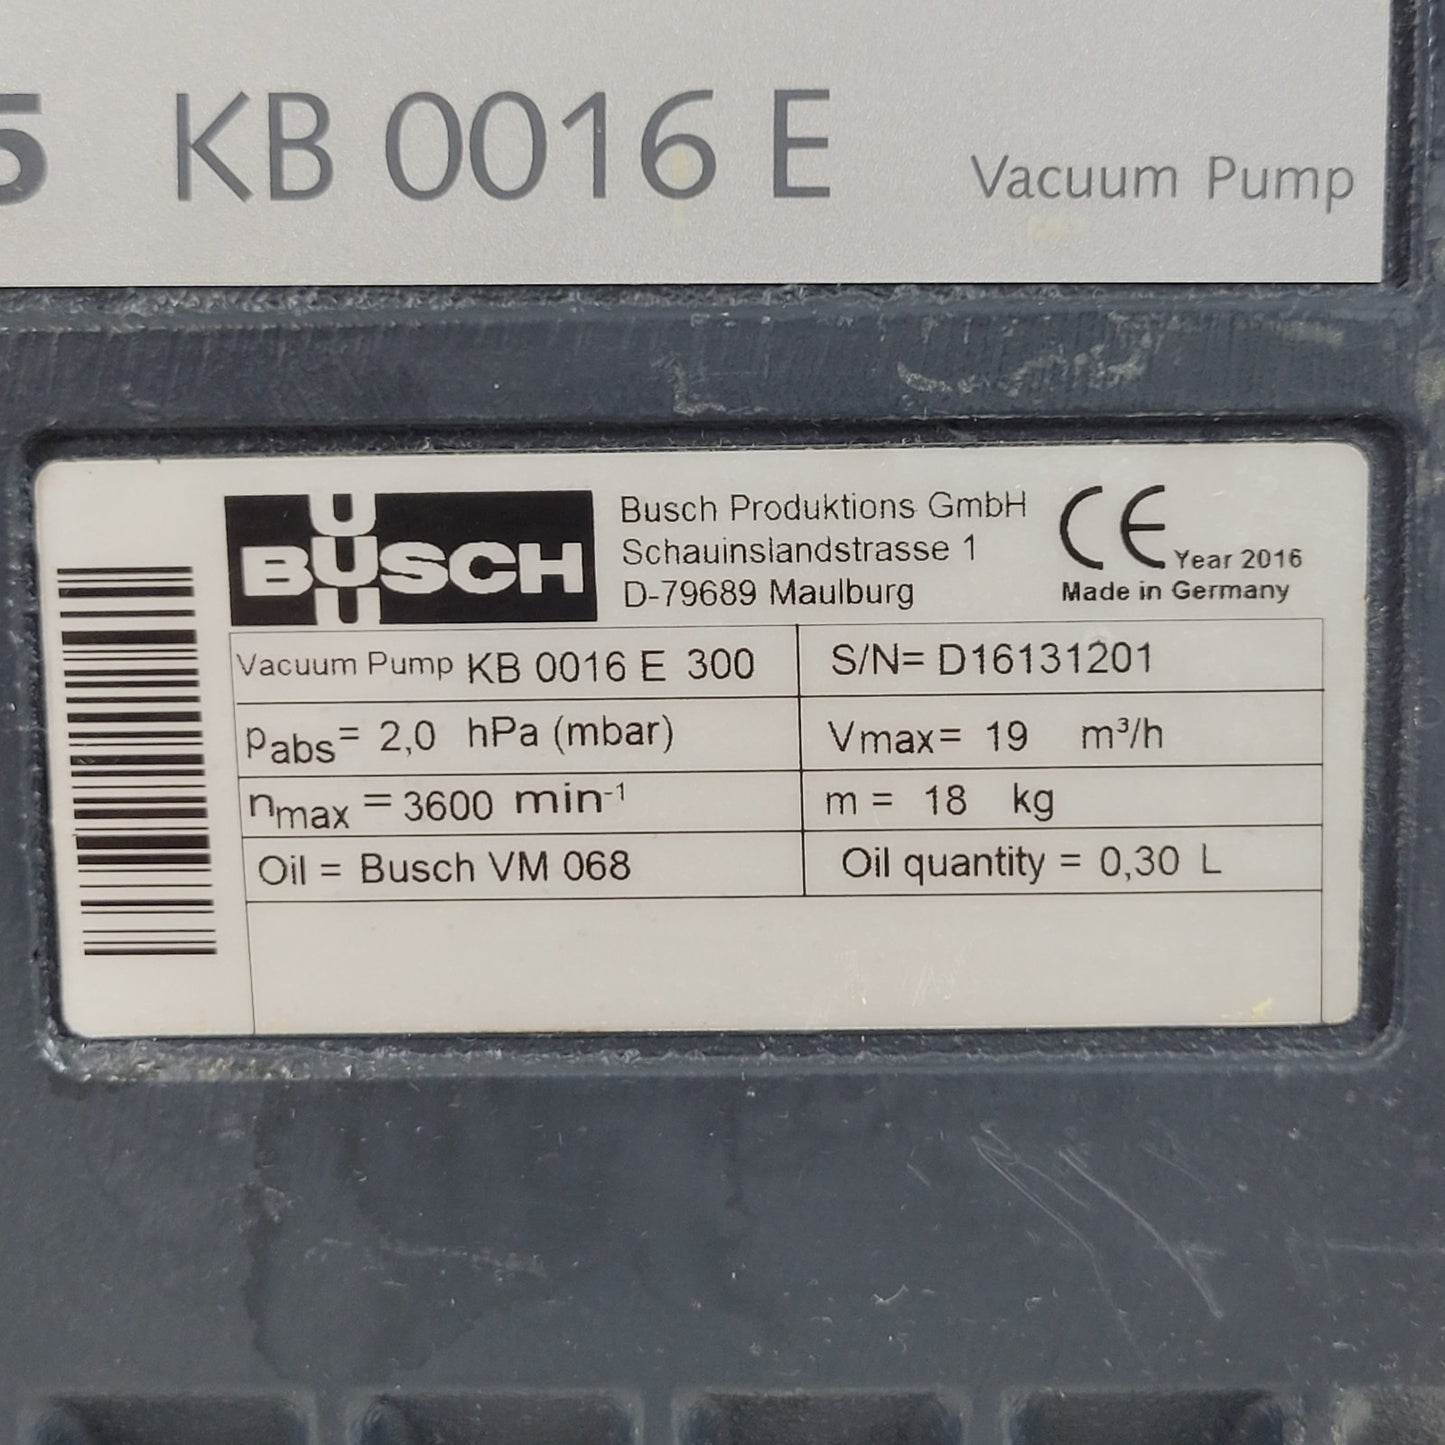 5 KB 0016 E Vacuum Pump
BUSCH
U
U
Busch Produktions GmbH
Schauinslandstrasse 1
D-79689 Maulburg
CE Year 2016
Made in Germany
Vacuum Pump KB 0016 E 300 S/N= D16131201
pabs= 2,0 hPa (mbar) Vmax= 19 m³/h
nmax = 3600 min-1 m = 18 kg
Oil = Busch VM 068 Oil quantity = 0,30 L